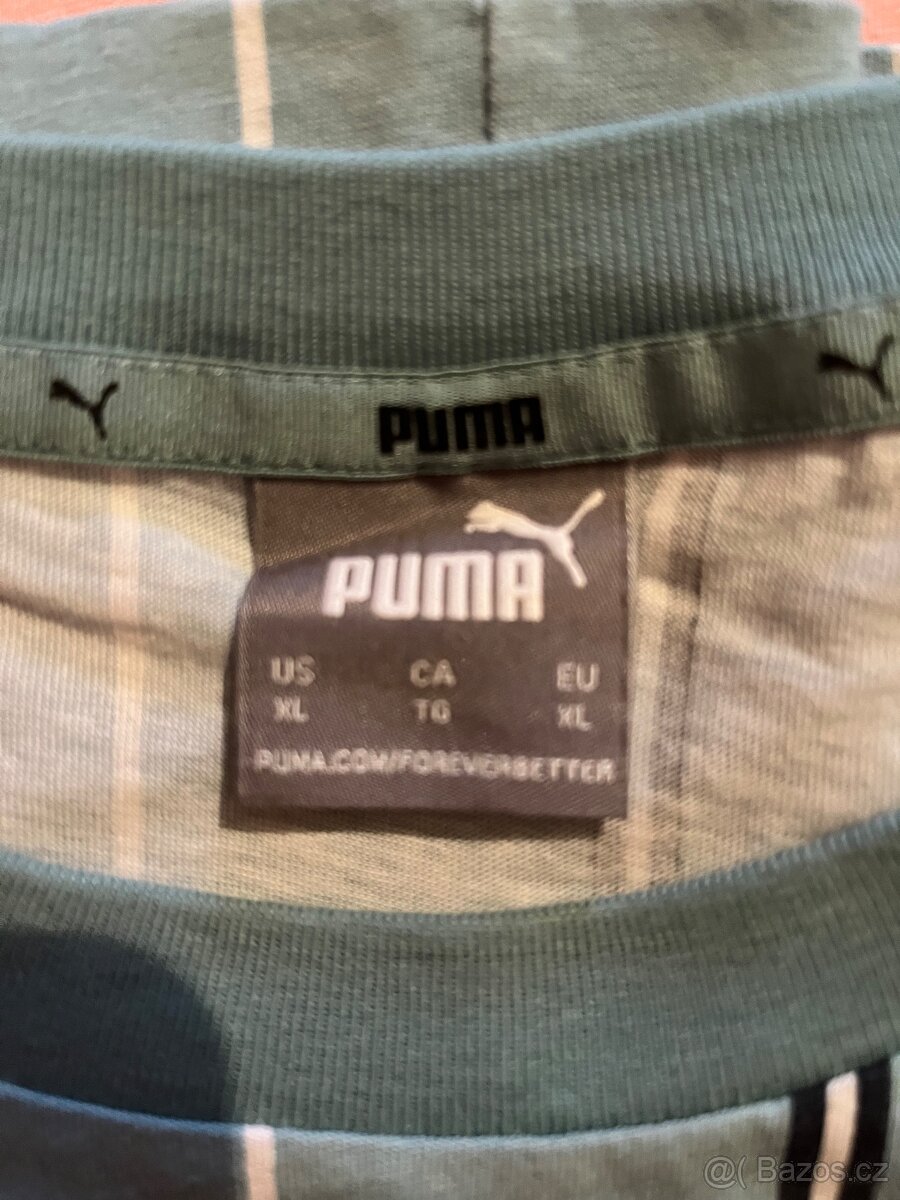 PUMA
PUMA
US CA EU
XL TG XL
PUMA.COM/FOREVERBETTER
@( Bazos.cz